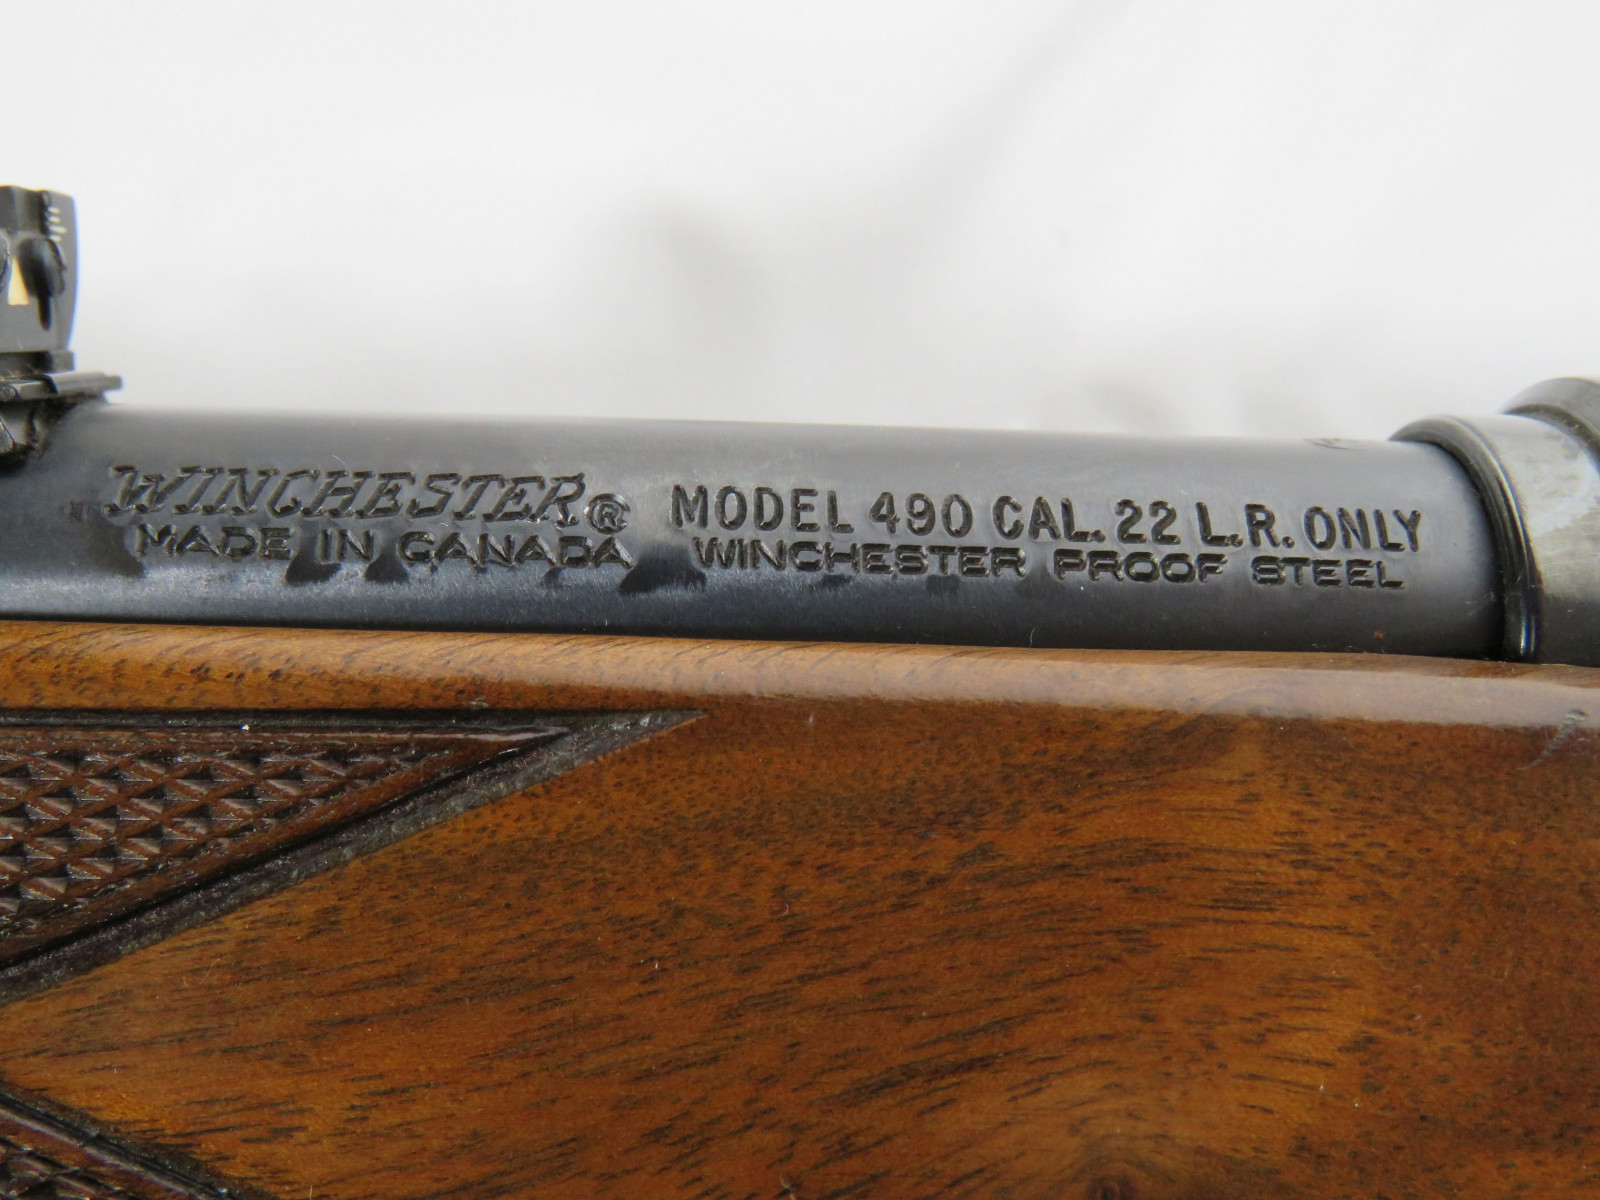 WINCHESTER® MODEL 490 CAL. 22 L.R. ONLY
MADE IN CANADA WINCHESTER PROOF STEEL